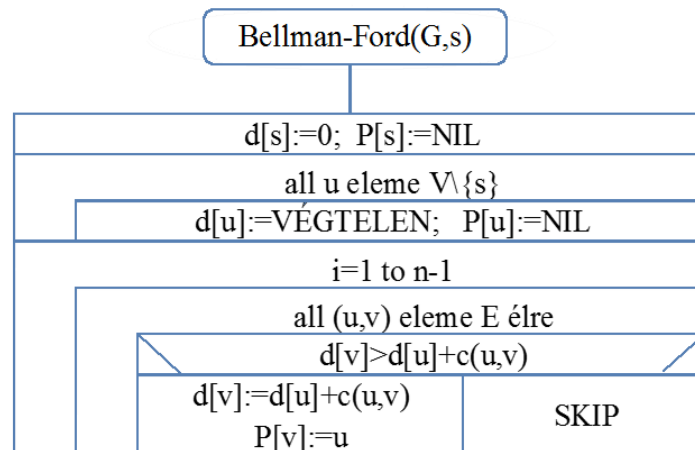 Bellman-Ford(G,s)
d[s]:=0; P[s]:=NIL
all u eleme V\{s}
d[u]:=VÉGTELEN; P[u]:=NIL
i=1 to n-1
all (u,v) eleme E élre
d[v]>d[u]+c(u,v)
d[v]:=d[u]+c(u,v)
P[v]:=u
SKIP